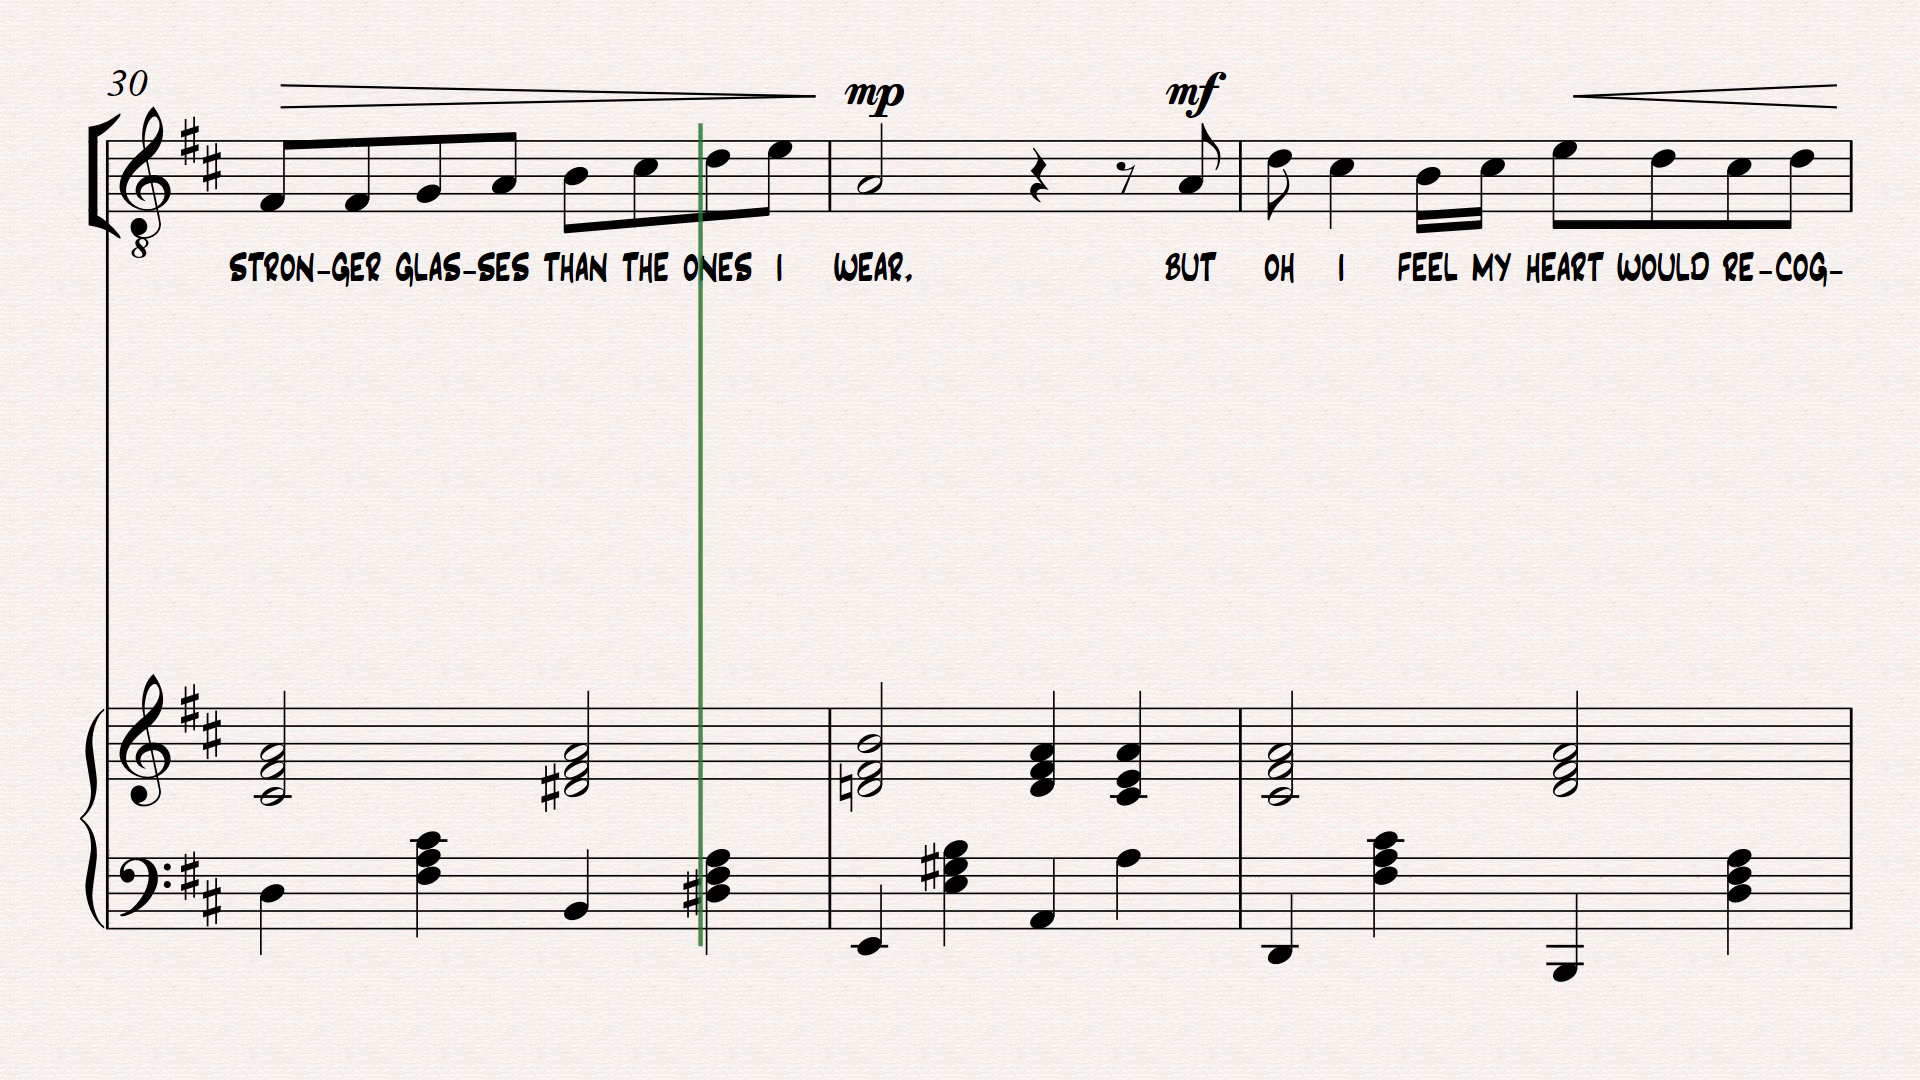 30
mp mf
8
STRON-GER GLAS-SES THAN THE ONES I WEAR. BUT OH I FEEL MY HEART WOULD RE-COG-